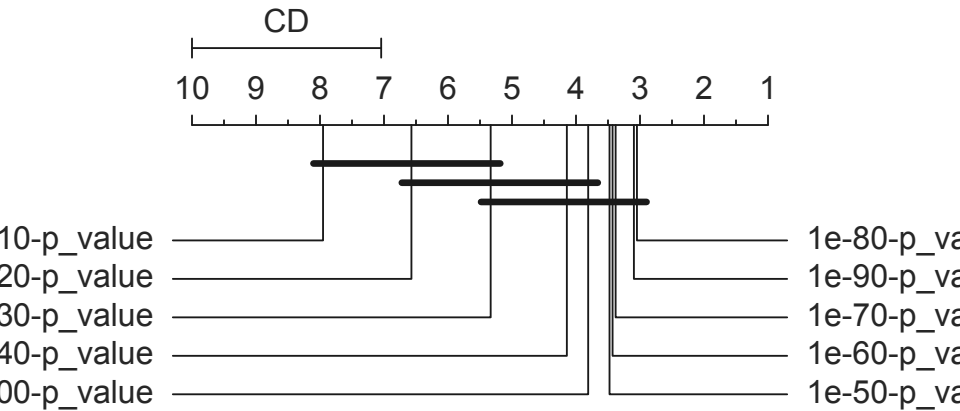 CD
10 9 8 7 6 5 4 3 2 1
10-p_value 1e-80-p_va
20-p_value 1e-90-p_va
30-p_value 1e-70-p_va
40-p_value 1e-60-p_va
00-p_value 1e-50-p_va